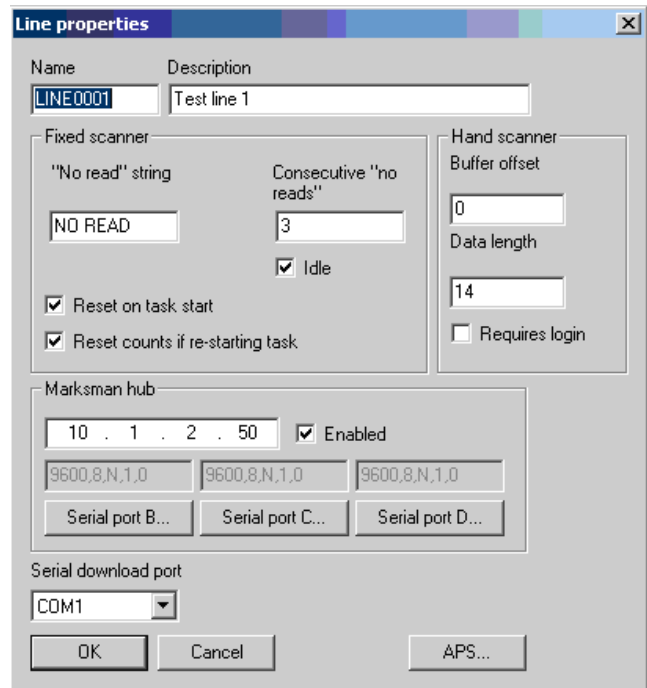 Line properties
Name
Description
LINE0001
Test line 1
Fixed scanner
"No read" string
Consecutive "no
reads"
NO READ
3
Idle
Reset on task start
Reset counts if re-starting task
Hand scanner
Buffer offset
0
Data length
14
Requires login
Marksman hub
10 . 1 . 2 . 50
Enabled
9600,8,N,1,0
9600,8,N,1,0
9600,8,N,1,0
Serial port B...
Serial port C...
Serial port D...
Serial download port
COM1
OK
Cancel
APS...